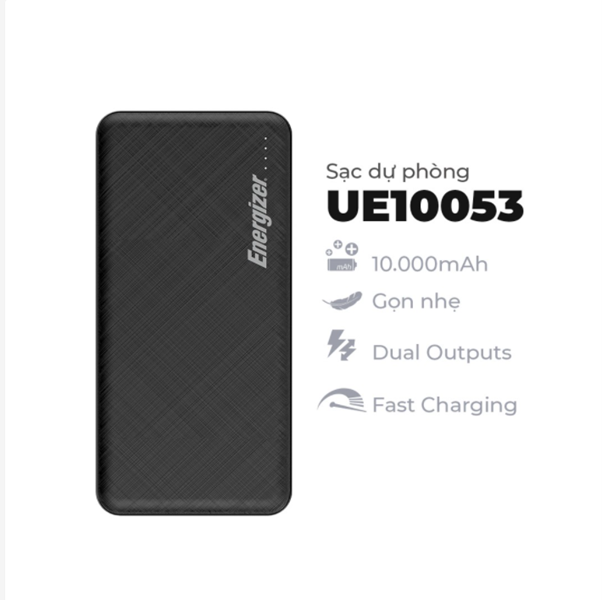 Energizer
Sạc dự phòng
UE10053
mAh
10.000mAh
Gọn nhẹ
Dual Outputs
Fast Charging